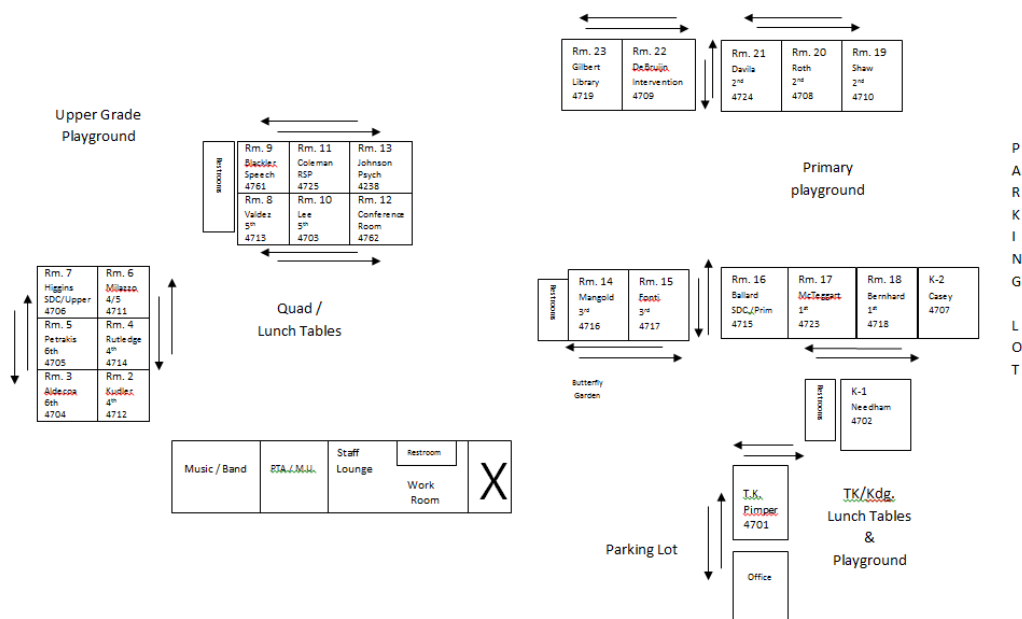 Rm. 23
Gilbert
Library
4719
Rm. 22
DeBruijn
Intervention
4709
Rm. 21
Davila
2nd
4724
Rm. 20
Roth
2nd
4708
Rm. 19
Shaw
2nd
4710
Upper Grade
Playground
Restrooms
Rm. 9
Blackler
Speech
4761
Rm. 11
Coleman
RSP
4725
Rm. 13
Johnson
Psych
4238
Rm. 8
Valdez
5th
4713
Rm. 10
Lee
5th
4703
Rm. 12
Conference
Room
4762
Primary
playground
PARKING LOT
Rm. 7
Higgins
SDC/Upper
4706
Rm. 6
Milazzo
4/5
4711
Rm. 5
Petrakis
6th
4705
Rm. 4
Rutledge
4th
4714
Rm. 3
6th
4704
Rm. 2
Kudler
4th
4712
Quad /
Lunch Tables
Restrooms
Rm. 14
Mangold
3rd
4716
Rm. 15
Fonti
3rd
4717
Rm. 16
Ballard
SDC/Prim
4715
Rm. 17
McTeggart
1st
4723
Rm. 18
Bernhard
1st
4718
K-2
Casey
4707
Butterfly
Garden
Restrooms
K-1
Needham
4702
Music / Band
PTA / M.U.
Staff
Lounge
Restroom
Work
Room
X
T.K.
Pimper
4701
TK/Kdg.
Lunch Tables
&
Playground
Parking Lot
Office